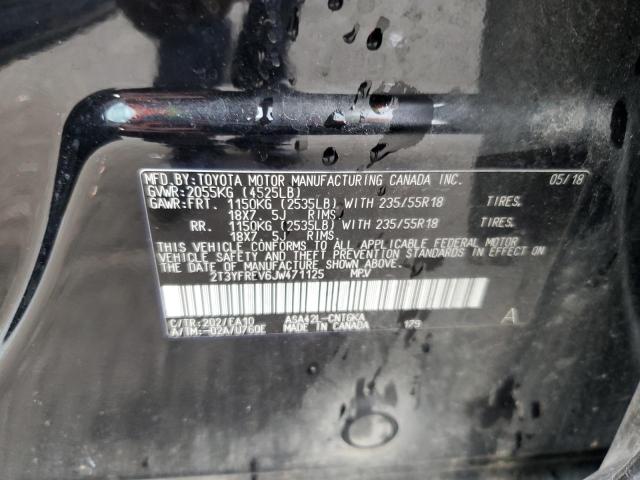 MFD.BY:TOYOTA MOTOR MANUFACTURING CANADA INC. 05/18
GVWR:2055KG (4525LB)
GAWR:FRT. 1150KG (2535LB) WITH 235/55R18 TIRES.
18X7.5J RIMS
RR. 1150KG (2535LB) WITH 235/55R18 TIRES.
18X7.5J RIMS
THIS VEHICLE CONFORMS TO ALL APPLICABLE FEDERAL MOTOR
VEHICLE SAFETY AND THEFT PREVENTION STANDARDS IN EFFECT ON
THE DATE OF MANUFACTURE SHOWN ABOVE.
2T3YFREV6JW471125 MPV
C/TR:202/EA10 ASA42L-CNTGKA
A/TM:-02A/U760E MADE IN CANADA 179 A